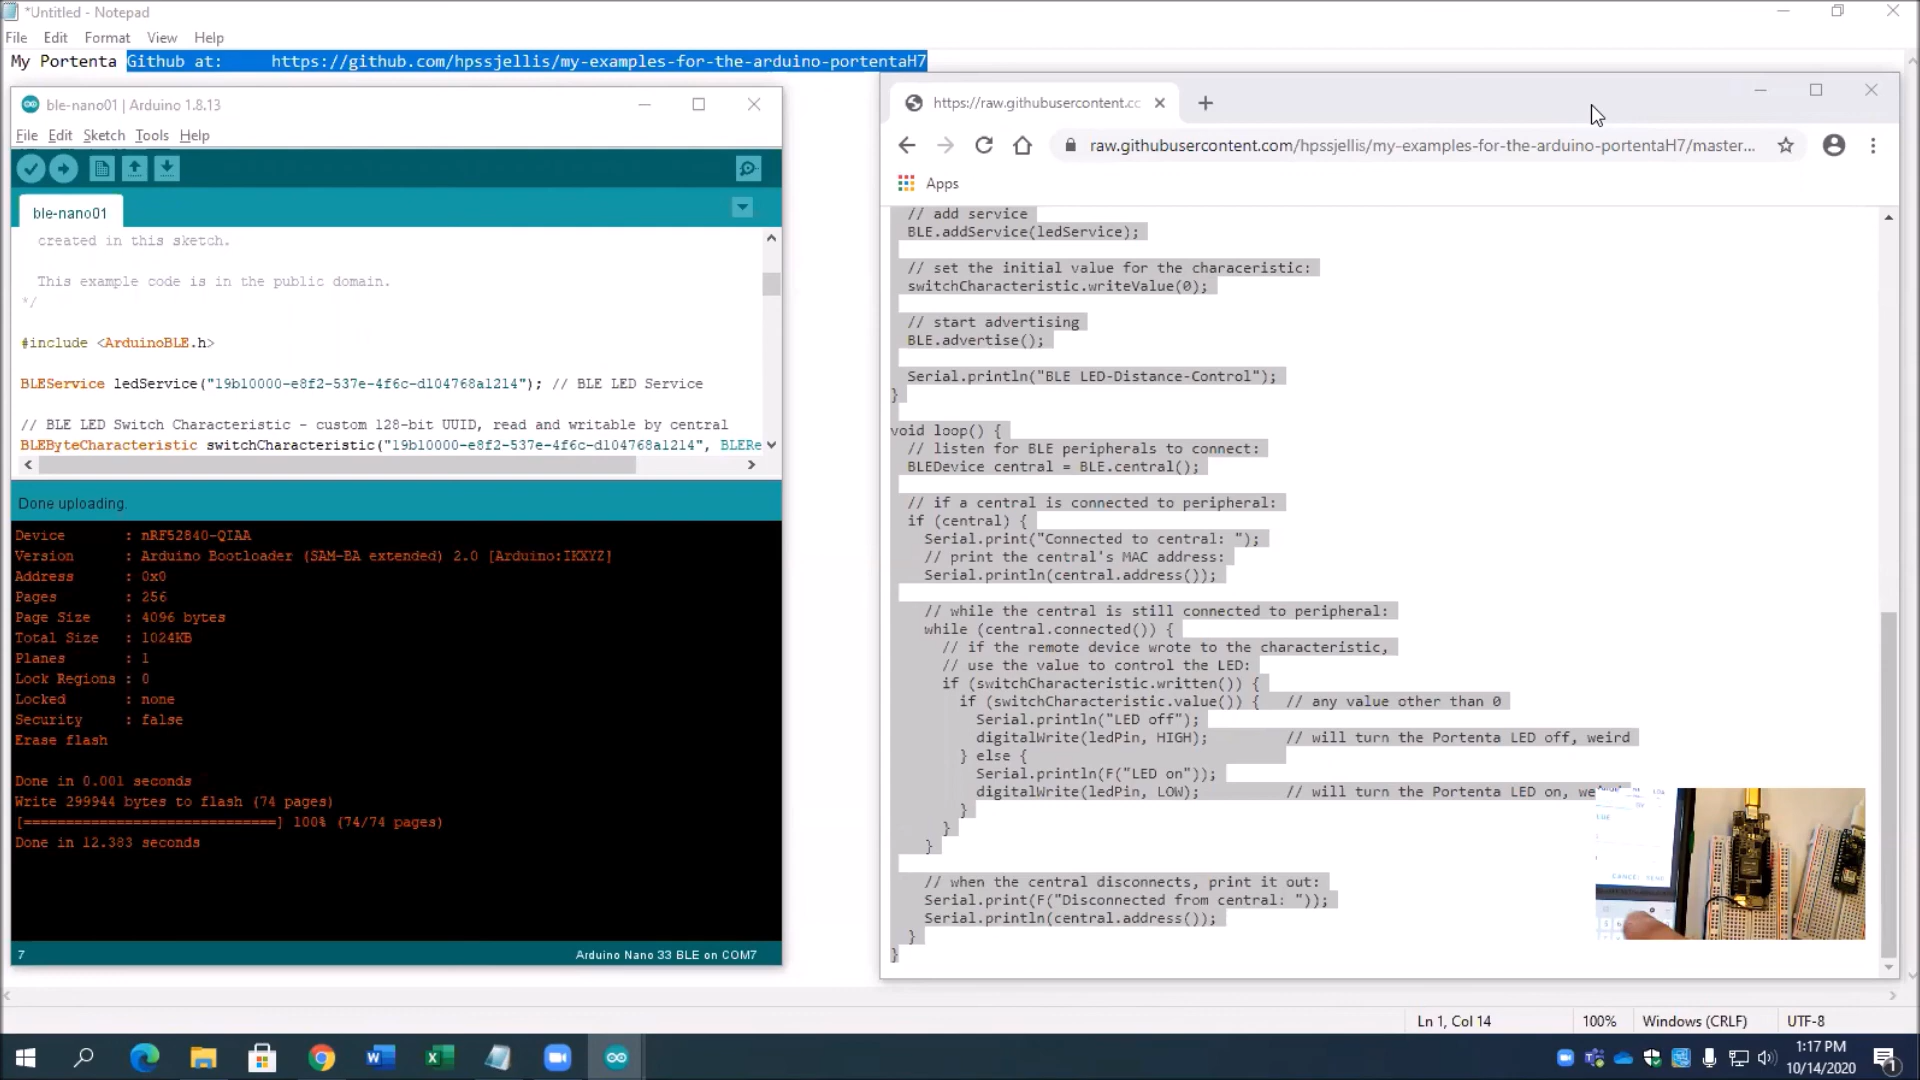 *Untitled - Notepad
File Edit Format View Help
My Portenta Github at: https://github.com/hpssjellis/my-examples-for-the-arduino-portentaH7
ble-nano01 | Arduino 1.8.13
File Edit Sketch Tools Help
ble-nano01
created in this sketch.
This example code is in the public domain.
*/
#include <ArduinoBLE.h>
BLEService ledService("19b10000-e8f2-537e-4f6c-d104768a1214"); // BLE LED Service
// BLE LED Switch Characteristic - custom 128-bit UUID, read and writable by central
BLEByteCharacteristic switchCharacteristic("19b10000-e8f2-537e-4f6c-d104768a1214", BLERe
Done uploading.
Device : nRF52840-QIAA
Version : Arduino Bootloader (SAM-BA extended) 2.0 [Arduino:IKXYZ]
Address : 0x0
Pages : 256
Page Size : 4096 bytes
Total Size : 1024KB
Planes : 1
Lock Regions : 0
Locked : none
Security : false
Erase flash
Done in 0.001 seconds
Write 299944 bytes to flash (74 pages)
[==============================] 100% (74/74 pages)
Done in 12.383 seconds
7
Arduino Nano 33 BLE on COM7
https://raw.githubusercontent.cc
raw.githubusercontent.com/hpssjellis/my-examples-for-the-arduino-portentaH7/master...
Apps
// add service
BLE.addService(ledService);
// set the initial value for the characeristic:
switchCharacteristic.writeValue(0);
// start advertising
BLE.advertise();
Serial.println("BLE LED-Distance-Control");
}
void loop() {
// listen for BLE peripherals to connect:
BLEDevice central = BLE.central();
// if a central is connected to peripheral:
if (central) {
Serial.print("Connected to central: ");
// print the central's MAC address:
Serial.println(central.address());
// while the central is still connected to peripheral:
while (central.connected()) {
// if the remote device wrote to the characteristic,
// use the value to control the LED:
if (switchCharacteristic.written()) {
if (switchCharacteristic.value()) { // any value other than 0
Serial.println("LED off");
digitalWrite(ledPin, HIGH); // will turn the Portenta LED off, weird
} else {
Serial.println(F("LED on"));
digitalWrite(ledPin, LOW); // will turn the Portenta LED on, we
}
}
}
// when the central disconnects, print it out:
Serial.print(F("Disconnected from central: "));
Serial.println(central.address());
}
}
CANCEL SEND
Ln 1, Col 14 100% Windows (CRLF) UTF-8
1:17 PM
10/14/2020
1